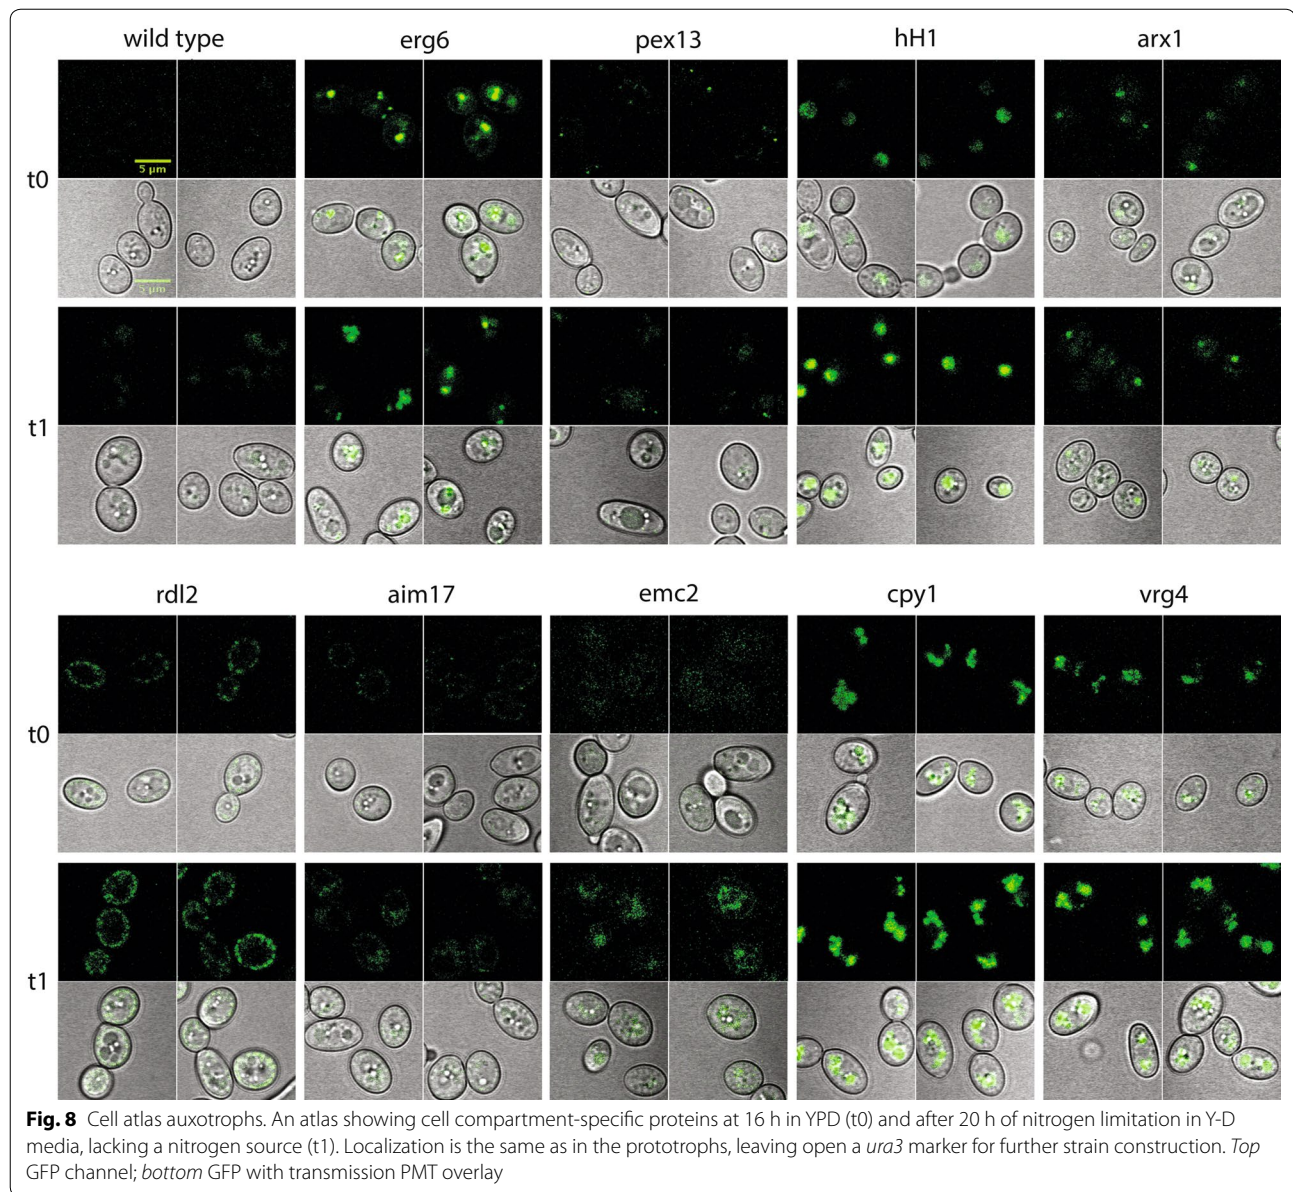 wild type erg6 pex13 hH1 arx1
t0
5 µm
5 µm
t1
rdl2 aim17 emc2 cpy1 vrg4
t0
t1
Fig. 8 Cell atlas auxotrophs. An atlas showing cell compartment-specific proteins at 16 h in YPD (t0) and after 20 h of nitrogen limitation in Y-D
media, lacking a nitrogen source (t1). Localization is the same as in the prototrophs, leaving open a ura3 marker for further strain construction. Top
GFP channel; bottom GFP with transmission PMT overlay